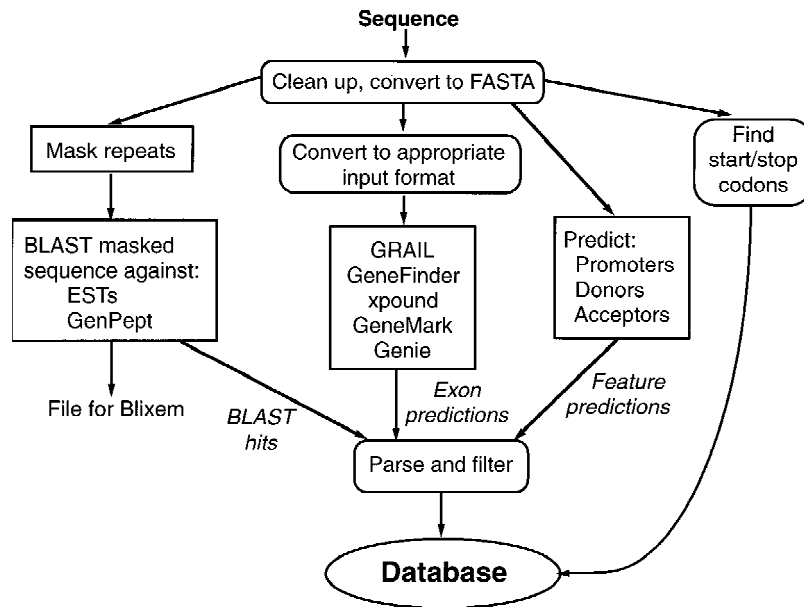 Sequence
Clean up, convert to FASTA
Mask repeats
Convert to appropriate
input format
Find
start/stop
codons
BLAST masked
sequence against:
ESTs
GenPept
GRAIL
GeneFinder
xpound
GeneMark
Genie
Predict:
Promoters
Donors
Acceptors
File for Blixem
BLAST
hits
Exon
predictions
Feature
predictions
Parse and filter
Database